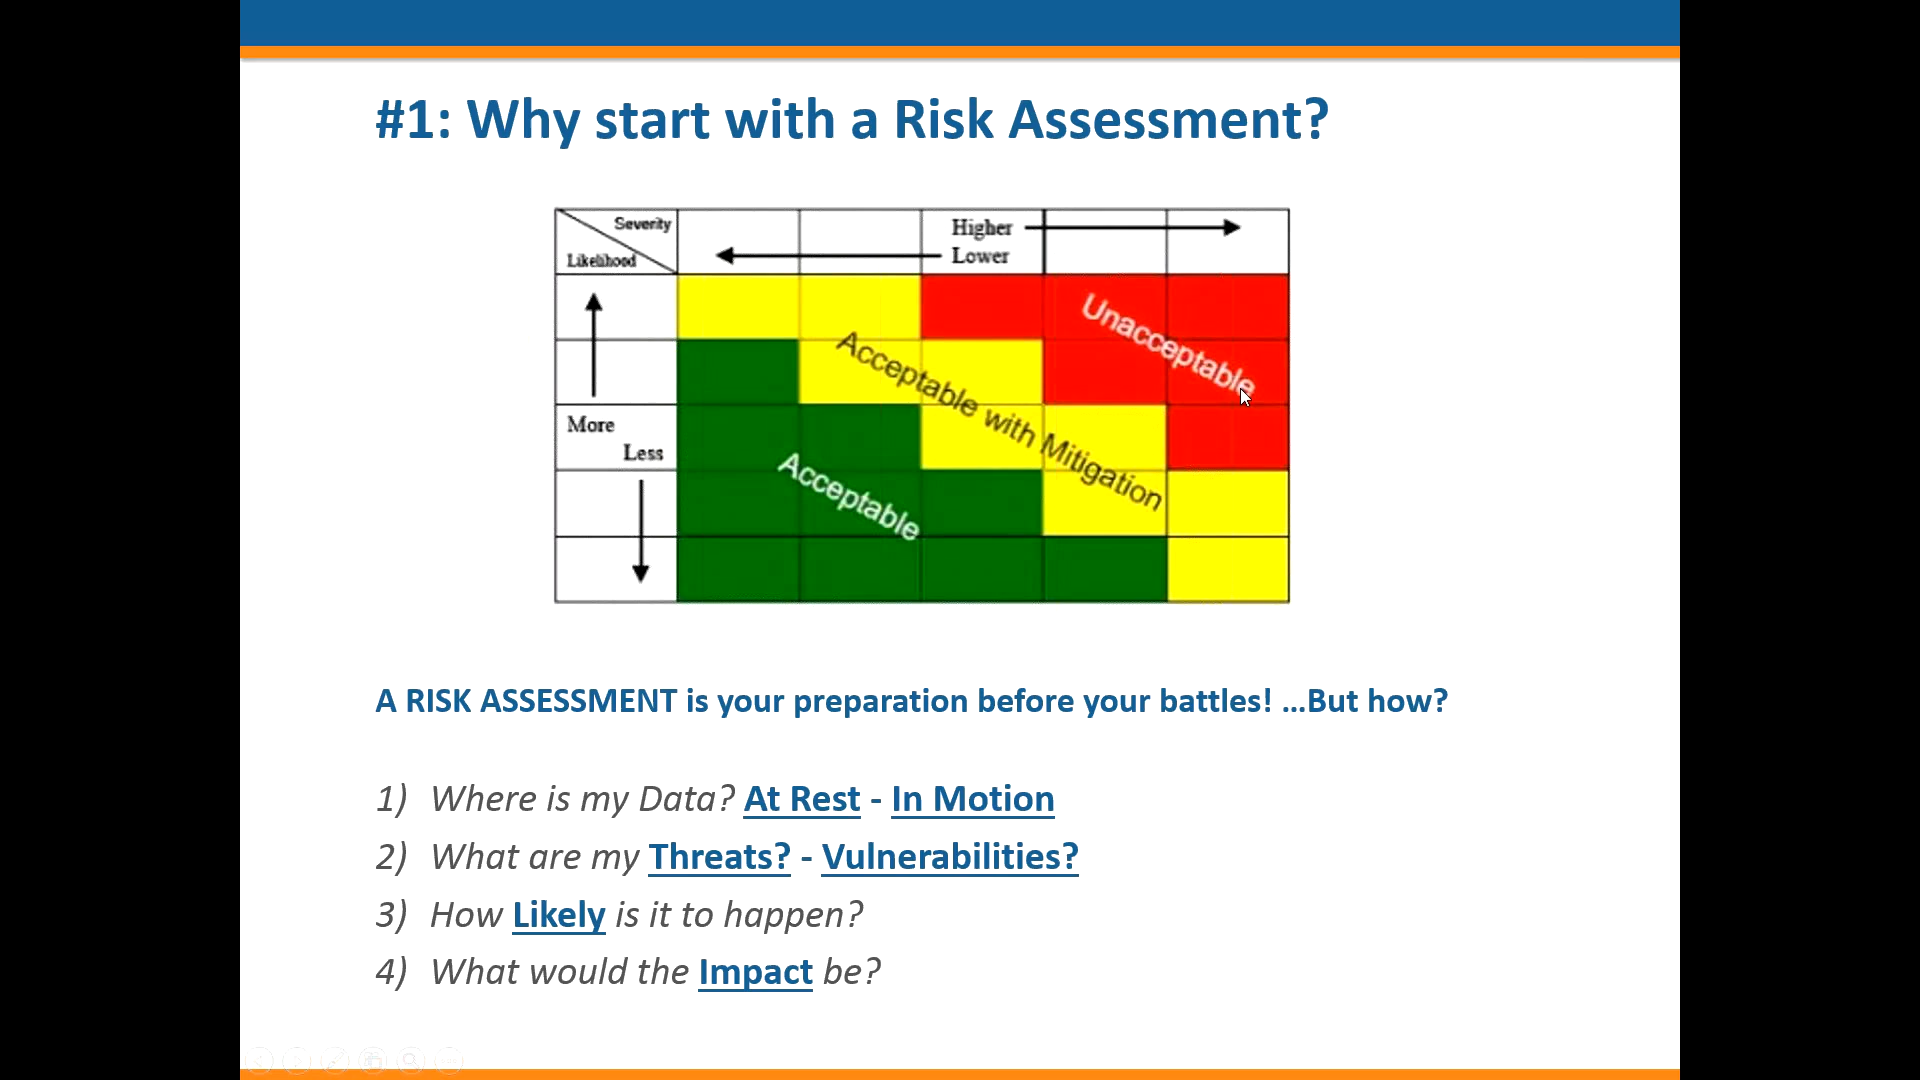 #1: Why start with a Risk Assessment?
Severity
Likelihood
Higher
Lower
More
Less
Unacceptable
Acceptable with Mitigation
Acceptable
A RISK ASSESSMENT is your preparation before your battles! …But how?
1) Where is my Data? At Rest - In Motion
2) What are my Threats? - Vulnerabilities?
3) How Likely is it to happen?
4) What would the Impact be?